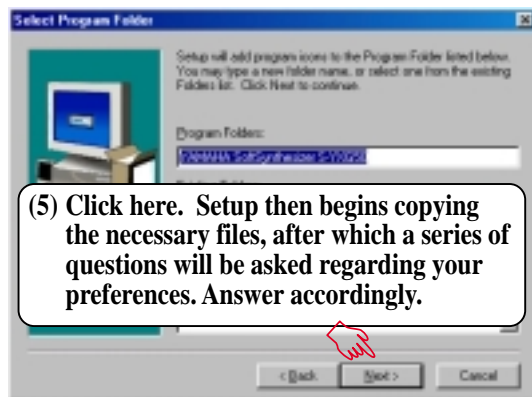 Select Program Folder
Setup will add program icons to the Program Folder listed below.
You may type a new folder name, or select one from the existing
Folders list. Click Next to continue.
Program Folders:
YAMAHA SoftSynthesizer S-YXG50
(5) Click here. Setup then begins copying
the necessary files, after which a series of
questions will be asked regarding your
preferences. Answer accordingly.
< Back
Next >
Cancel